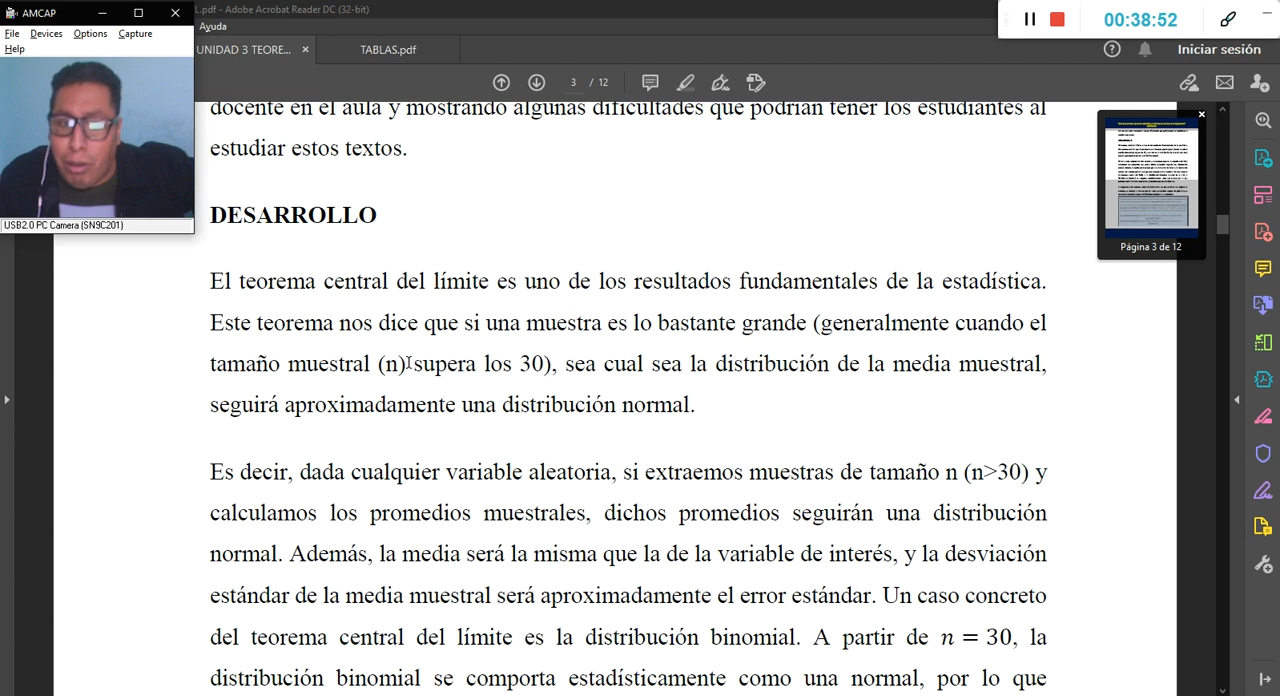 AMCAP
File Devices Options Capture
Help
USB2.0 PC Camera (SN9C201)
L.pdf - Adobe Acrobat Reader DC (32-bit)
Ayuda
UNIDAD 3 TEORE... × TABLAS.pdf
3 / 12
00:38:52
Iniciar sesión
Página 3 de 12
docente en el aula y mostrando algunas dificultades que podrían tener los estudiantes al
estudiar estos textos.
DESARROLLO
El teorema central del límite es uno de los resultados fundamentales de la estadística.
Este teorema nos dice que si una muestra es lo bastante grande (generalmente cuando el
tamaño muestral (n) supera los 30), sea cual sea la distribución de la media muestral,
seguirá aproximadamente una distribución normal.
Es decir, dada cualquier variable aleatoria, si extraemos muestras de tamaño n (n>30) y
calculamos los promedios muestrales, dichos promedios seguirán una distribución
normal. Además, la media será la misma que la de la variable de interés, y la desviación
estándar de la media muestral será aproximadamente el error estándar. Un caso concreto
del teorema central del límite es la distribución binomial. A partir de n = 30, la
distribución binomial se comporta estadísticamente como una normal, por lo que